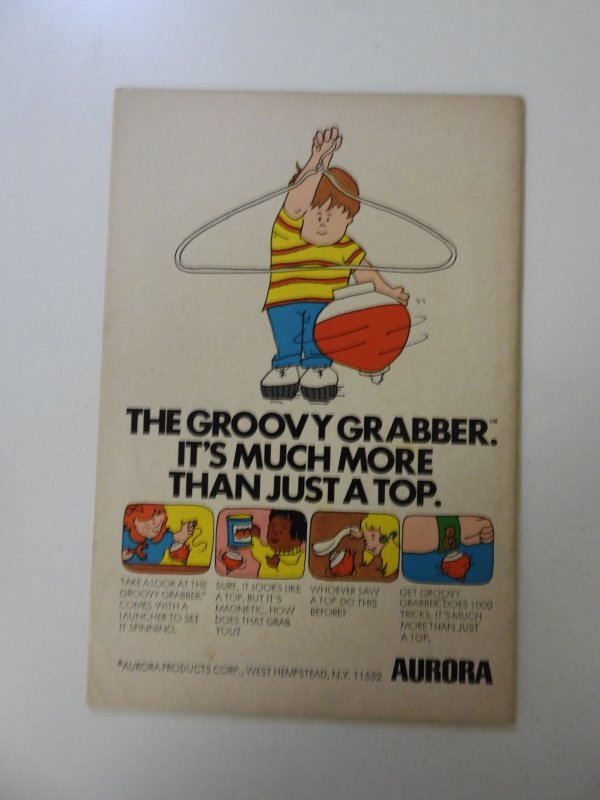 THE GROOVY GRABBER.™
IT'S MUCH MORE
THAN JUST A TOP.
TAKE A LOOK AT THE
GROOVY GRABBER.™
COMES WITH A
LAUNCHER TO SET
IT SPINNING.
SURE, IT LOOKS LIKE
A TOP, BUT IT'S
MAGNETIC. HOW
DOES THAT GRAB
YOU?
WHOEVER SAW
A TOP DO THIS
BEFORE?
GET GROOVY
GRABBER, DOES 1000
TRICKS. IT'S MUCH
MORE THAN JUST
A TOP.
©AURORA PRODUCTS CORP., WEST HEMPSTEAD, N.Y. 11552
AURORA